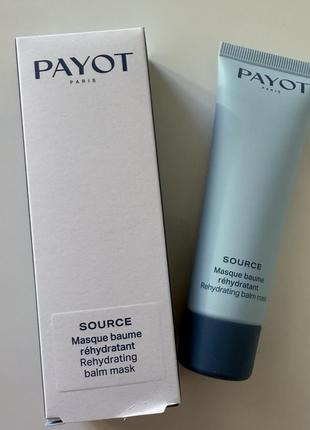 PAYOT
PARIS
SOURCE
Masque baume
réhydratant
Rehydrating
balm mask
PAYOT
PARIS
SOURCE
Masque baume
réhydratant
Rehydrating balm mask